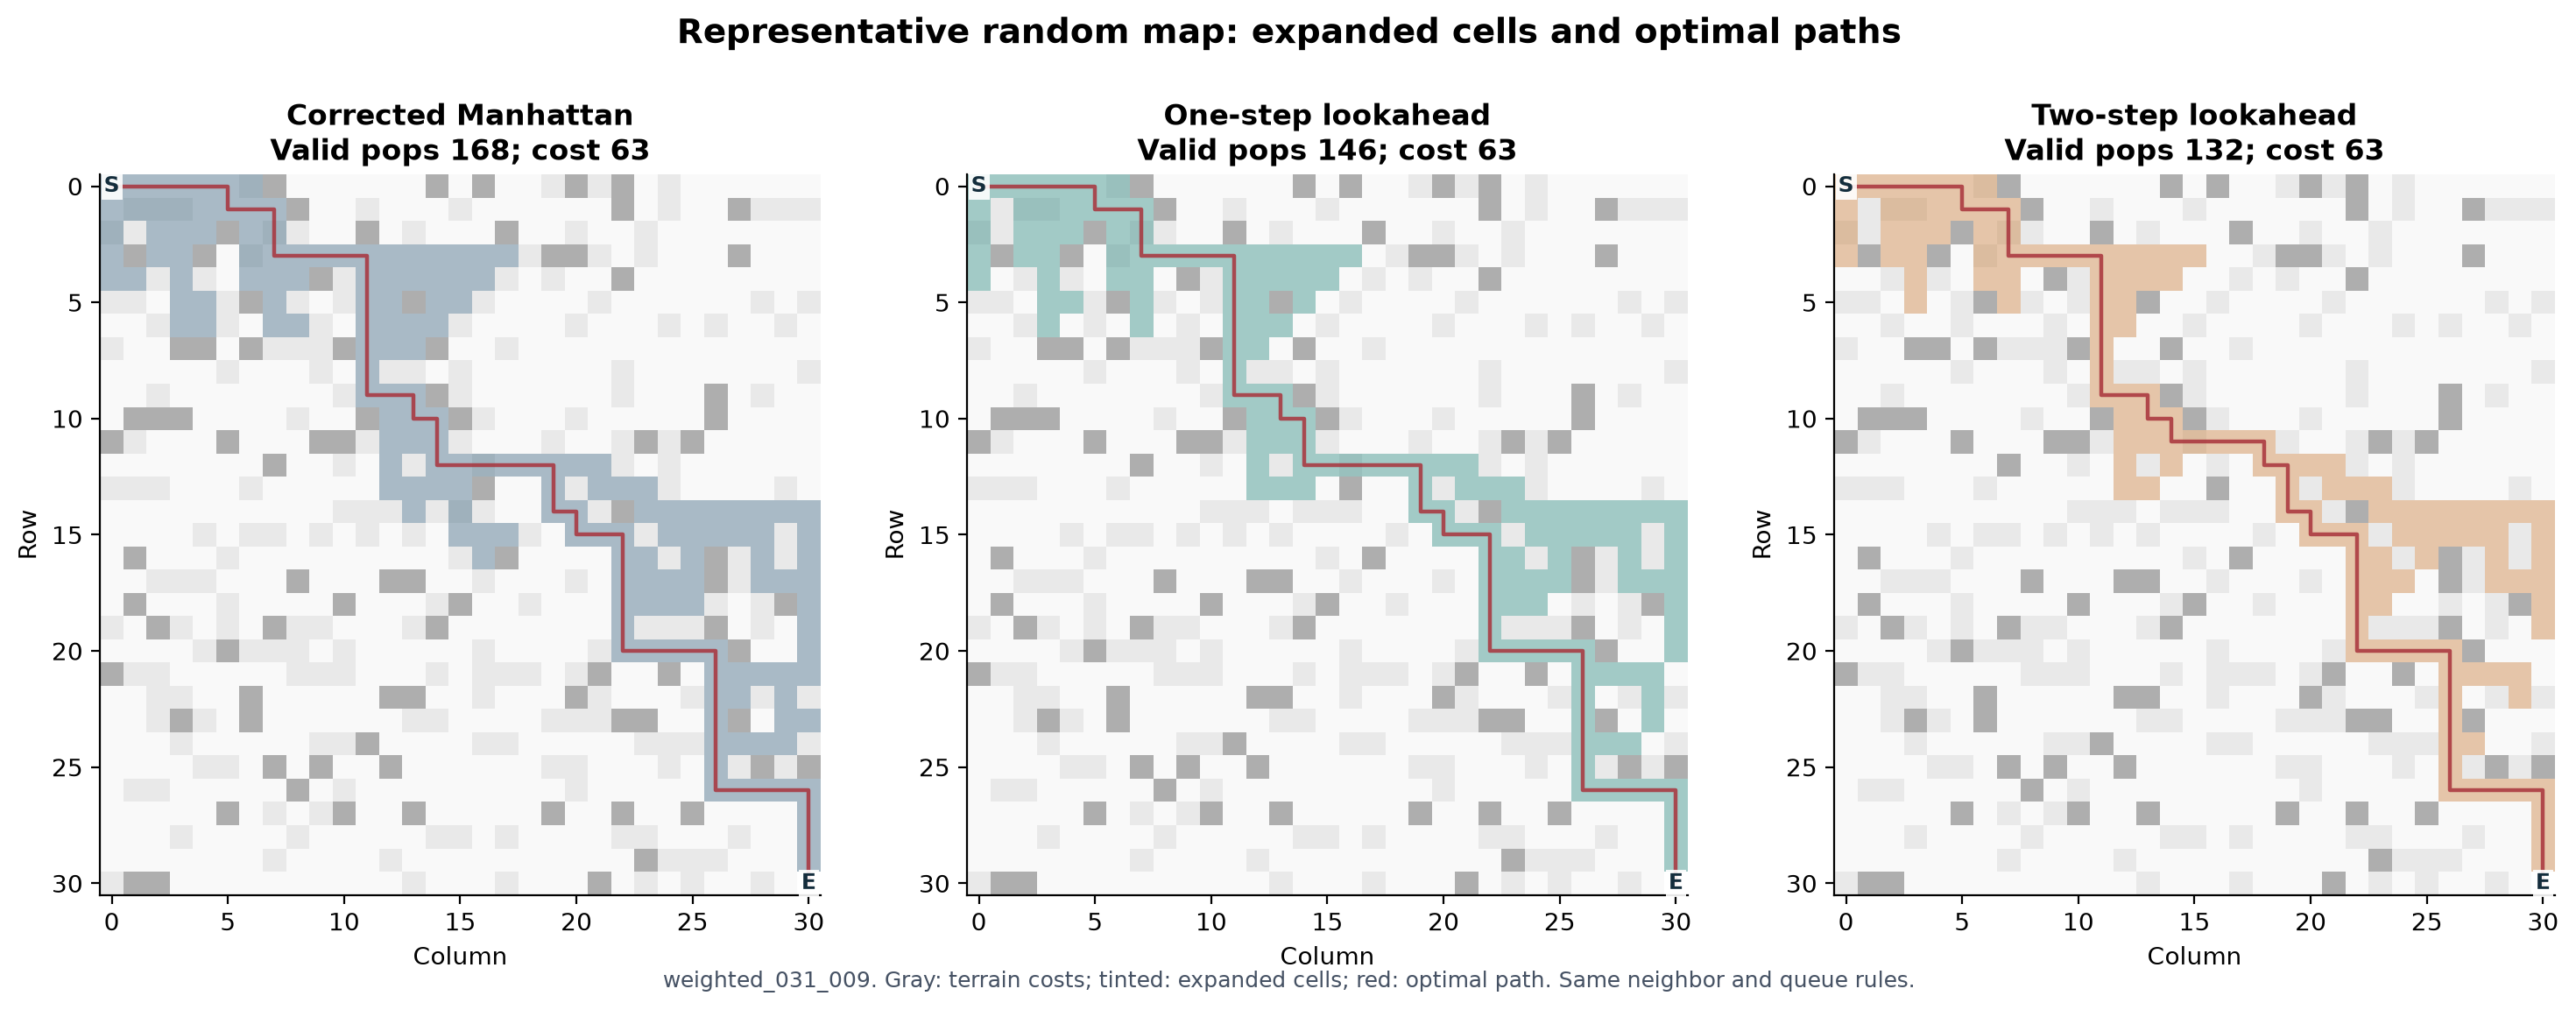 Representative random map: expanded cells and optimal paths
Corrected Manhattan
Valid pops 168; cost 63
S
0
5
10
15
20
25
30
Row
E
0 5 10 15 20 25 30
Column
One-step lookahead
Valid pops 146; cost 63
S
0
5
10
15
20
25
30
Row
E
0 5 10 15 20 25 30
Column
Two-step lookahead
Valid pops 132; cost 63
S
0
5
10
15
20
25
30
Row
E
0 5 10 15 20 25 30
Column
weighted_031_009. Gray: terrain costs; tinted: expanded cells; red: optimal path. Same neighbor and queue rules.